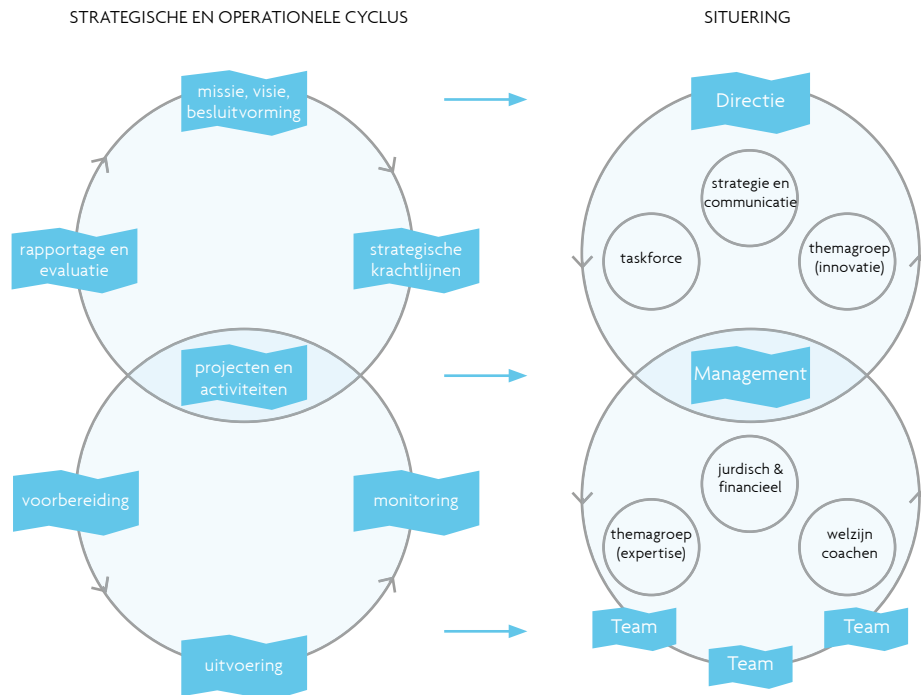 STRATEGISCHE EN OPERATIONELE CYCLUS
missie, visie,
besluitvorming
rapportage en
evaluatie
strategische
krachtlijnen
projecten en
activiteiten
voorbereiding
monitoring
uitvoering
SITUERING
Directie
strategie en
communicatie
taskforce
themagroep
(innovatie)
Management
jurdisch &
financieel
themagroep
(expertise)
welzijn
coachen
Team
Team
Team